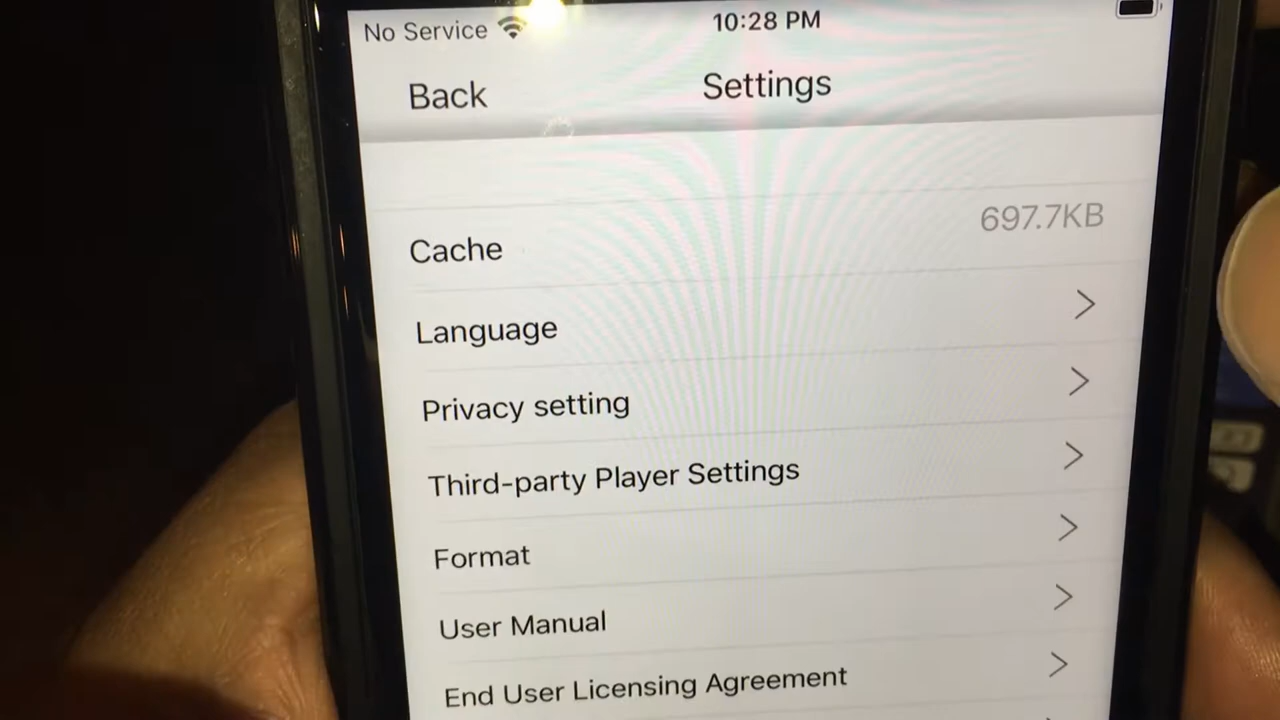 No Service 10:28 PM
Back Settings
Cache 697.7KB
Language
Privacy setting
Third-party Player Settings
Format
User Manual
End User Licensing Agreement